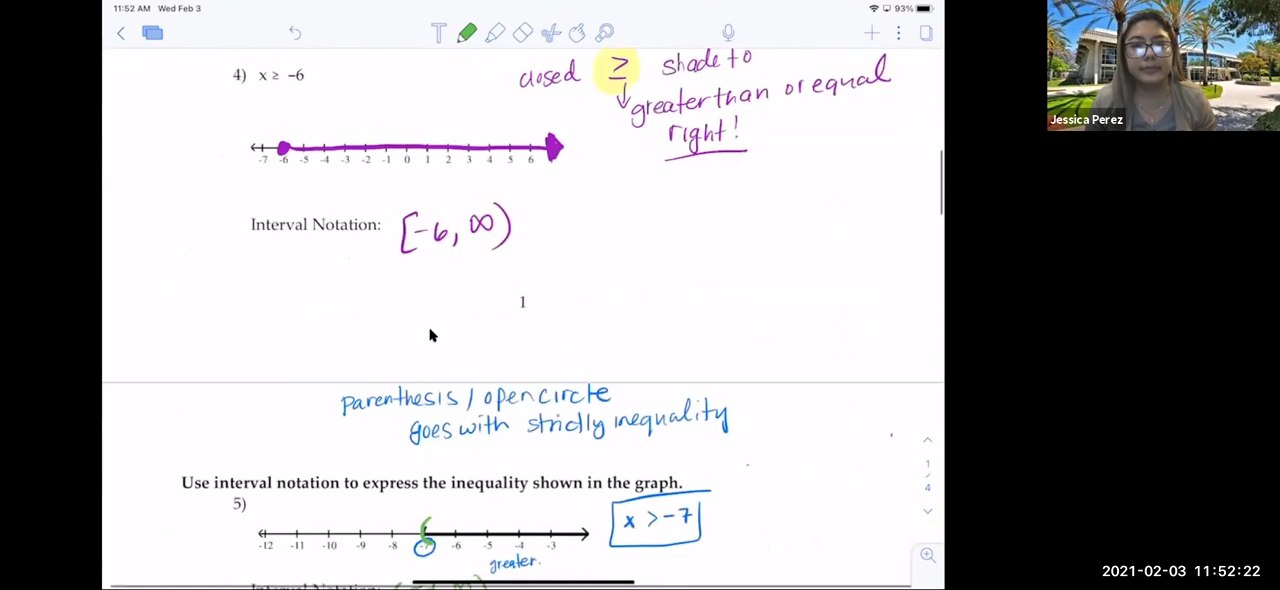 11:52 AM Wed Feb 3
93%
4) x ≥ -6
closed ≥ shade to
greater than or equal
right!
-7 -6 -5 -4 -3 -2 -1 0 1 2 3 4 5 6
Interval Notation: [-6, ∞)
1
parenthesis / open circle
goes with strictly inequality
Use interval notation to express the inequality shown in the graph.
5)
x > -7
-12 -11 -10 -9 -8 -7 -6 -5 -4 -3
greater.
1
/
4
Jessica Perez
2021-02-03 11:52:22